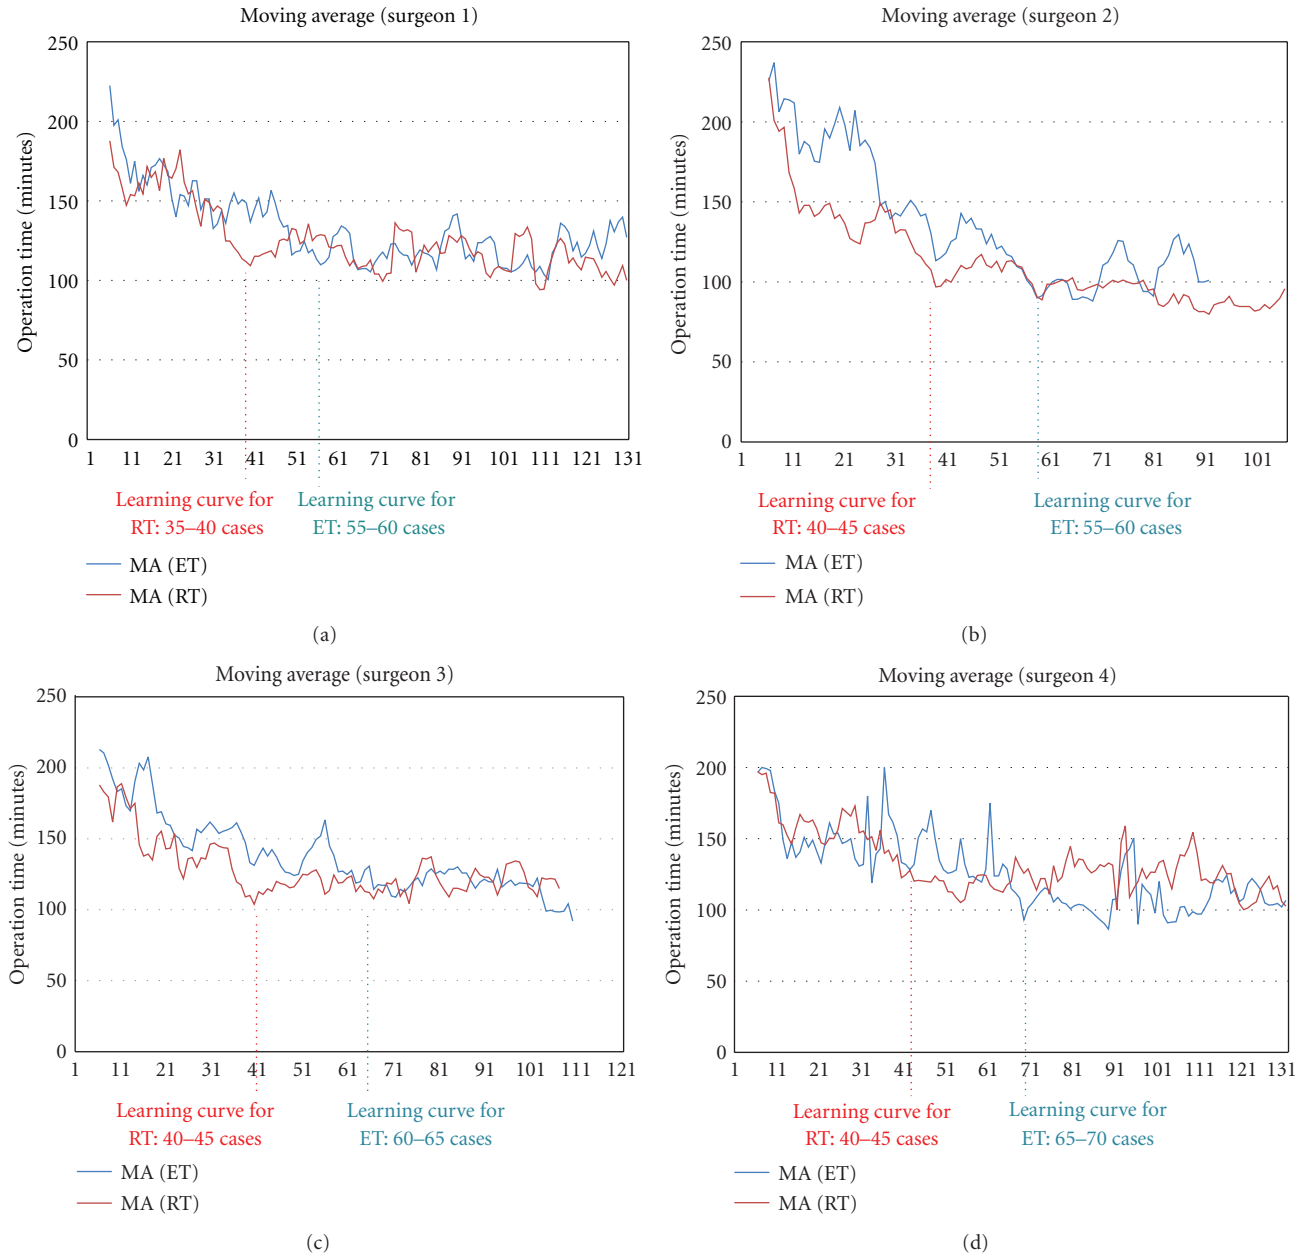 Moving average (surgeon 1)
Operation time (minutes)
250
200
150
100
50
0
1 11 21 31 41 51 61 71 81 91 101 111 121 131
Learning curve for
RT: 35–40 cases
Learning curve for
ET: 55–60 cases
MA (ET)
MA (RT)
(a)
Moving average (surgeon 2)
Operation time (minutes)
250
200
150
100
50
0
1 11 21 31 41 51 61 71 81 91 101
Learning curve for
RT: 40–45 cases
Learning curve for
ET: 55–60 cases
MA (ET)
MA (RT)
(b)
Moving average (surgeon 3)
Operation time (minutes)
250
200
150
100
50
0
1 11 21 31 41 51 61 71 81 91 101 111 121
Learning curve for
RT: 40–45 cases
Learning curve for
ET: 60–65 cases
MA (ET)
MA (RT)
(c)
Moving average (surgeon 4)
Operation time (minutes)
250
200
150
100
50
0
1 11 21 31 41 51 61 71 81 91 101 111 121 131
Learning curve for
RT: 40–45 cases
Learning curve for
ET: 65–70 cases
MA (ET)
MA (RT)
(d)